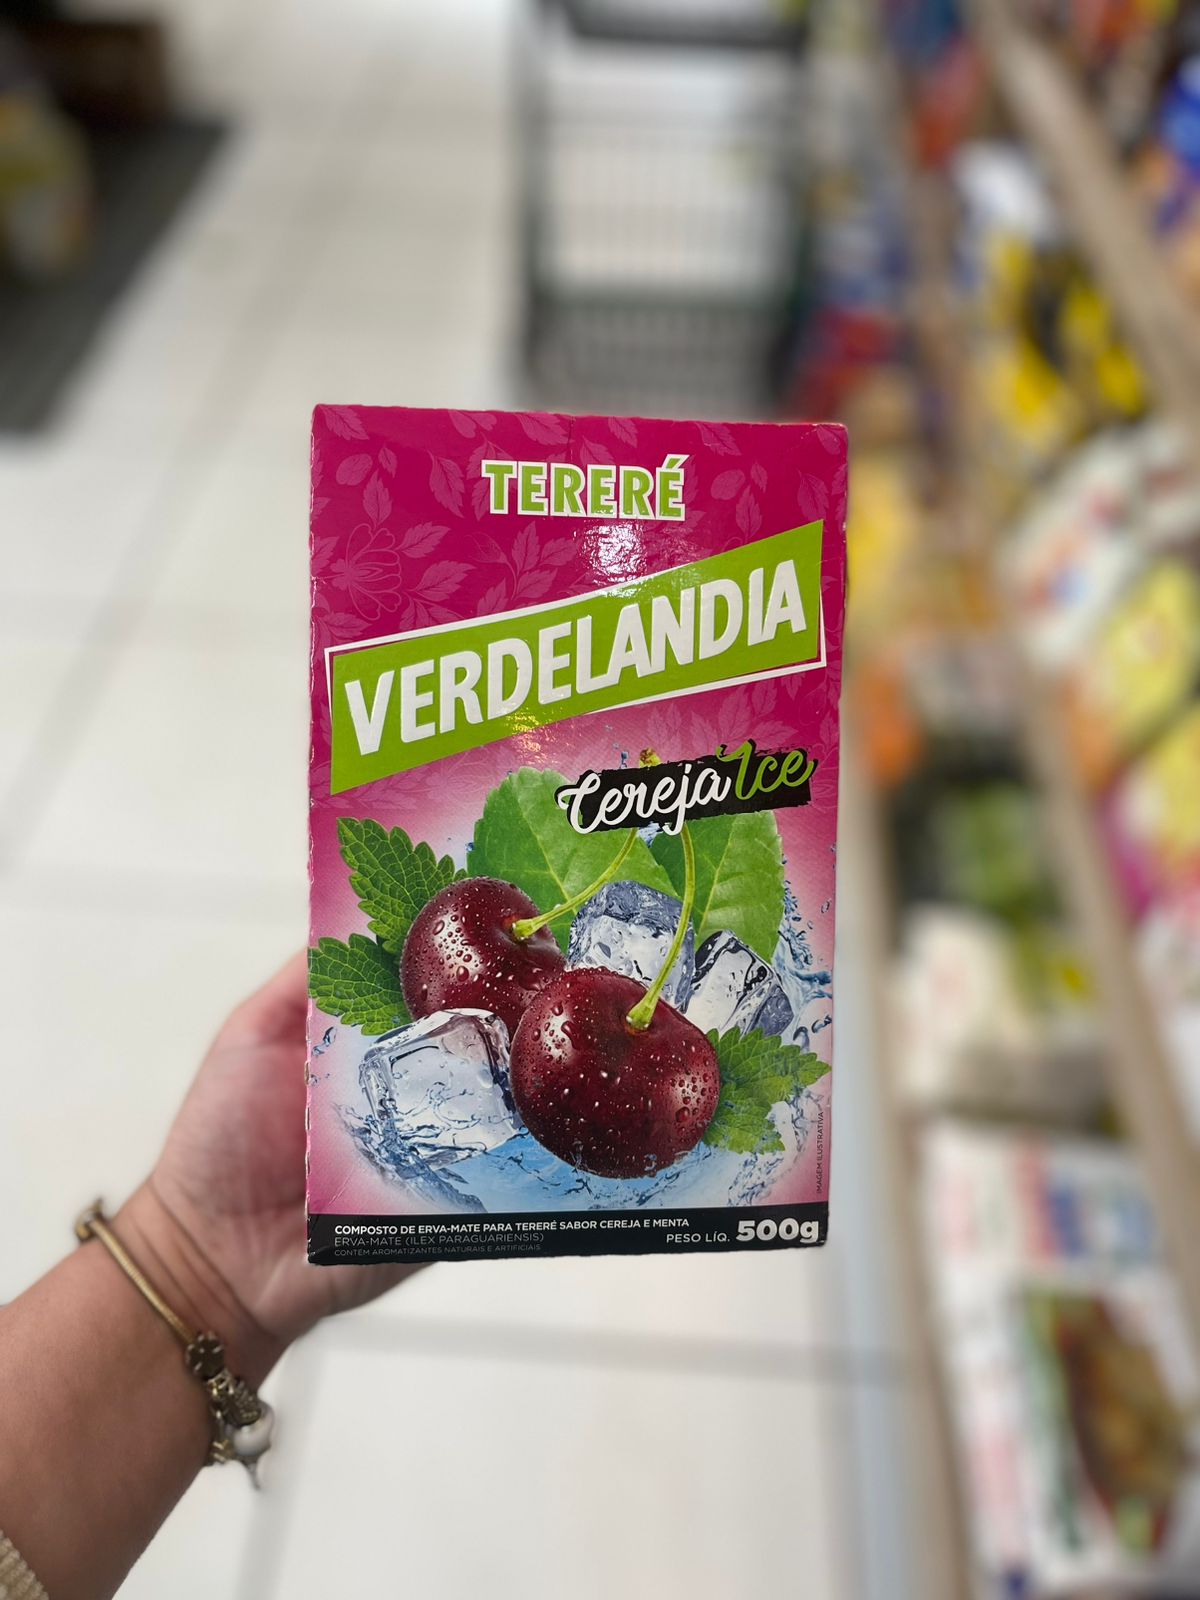 TERERÉ
VERDELANDIA
Cereja Ice
IMAGEM ILUSTRATIVA
COMPOSTO DE ERVA-MATE PARA TERERÉ SABOR CEREJA E MENTA
ERVA-MATE (ILEX PARAGUARIENSIS)
CONTÉM AROMATIZANTES NATURAIS E ARTIFICIAIS
PESO LÍQ. 500g